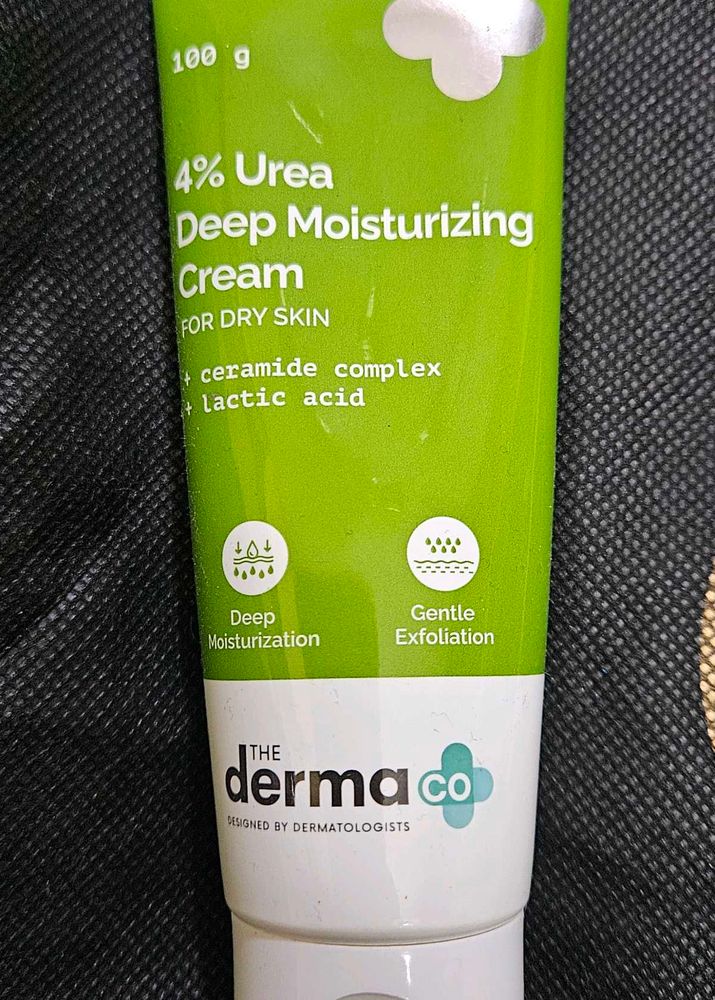 100 g
4% Urea
Deep Moisturizing
Cream
FOR DRY SKIN
+ ceramide complex
+ lactic acid
Deep
Moisturization
Gentle
Exfoliation
THE
derma co
DESIGNED BY DERMATOLOGISTS